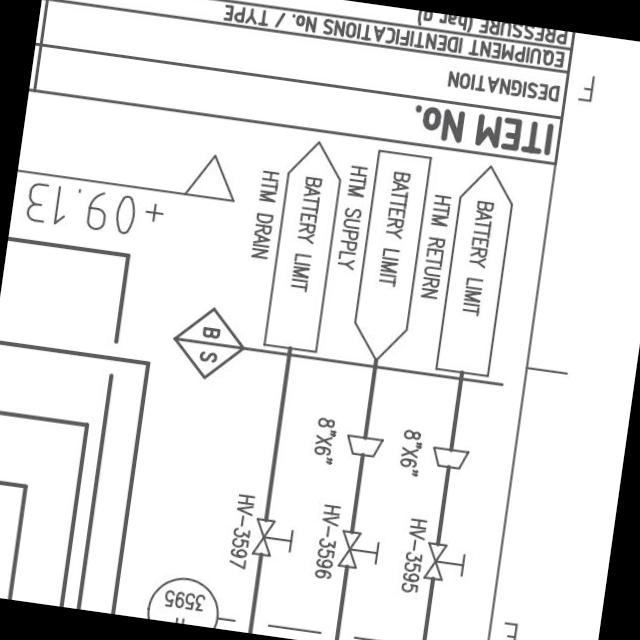 ITEM No.
DESIGNATION
EQUIPMENT IDENTIFICATIONS No. / TYPE
PRESSURE (bar g)
+09.13
HTM DRAIN
BATTERY LIMIT
HTM SUPPLY
BATTERY LIMIT
HTM RETURN
BATTERY LIMIT
B
S
8"X6"
8"X6"
HV-3597
HV-3596
HV-3595
3595
F